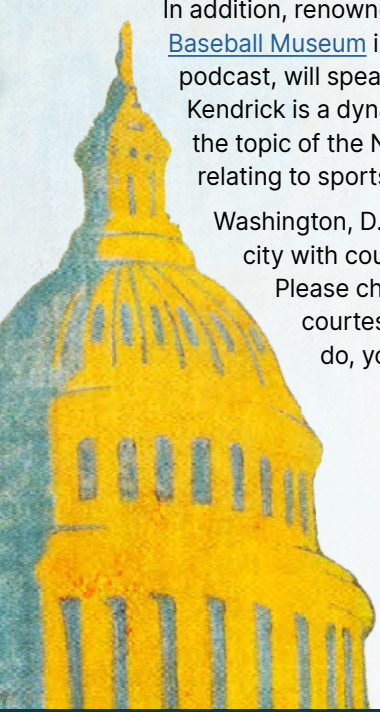 In addition, renown
Baseball Museum i
podcast, will spea
Kendrick is a dyna
the topic of the N
relating to sports
Washington, D.
city with cou
Please ch
courtes
do, yo